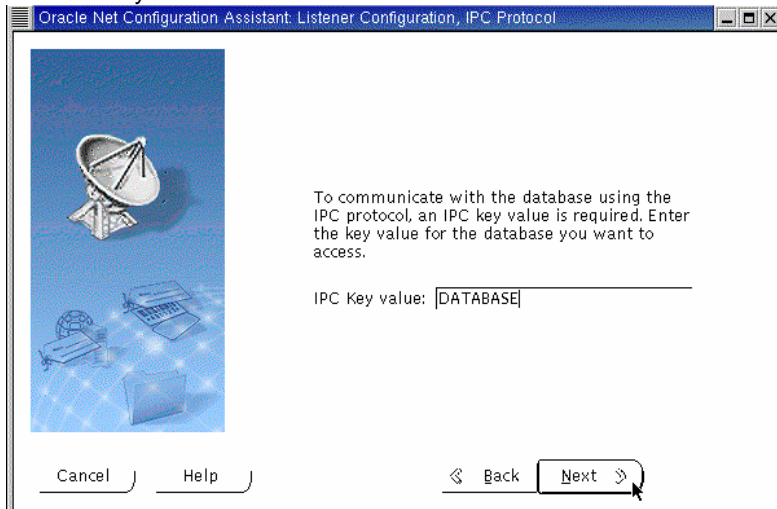 Oracle Net Configuration Assistant: Listener Configuration, IPC Protocol
To communicate with the database using the
IPC protocol, an IPC key value is required. Enter
the key value for the database you want to
access.
IPC Key value: DATABASE
Cancel Help Back Next